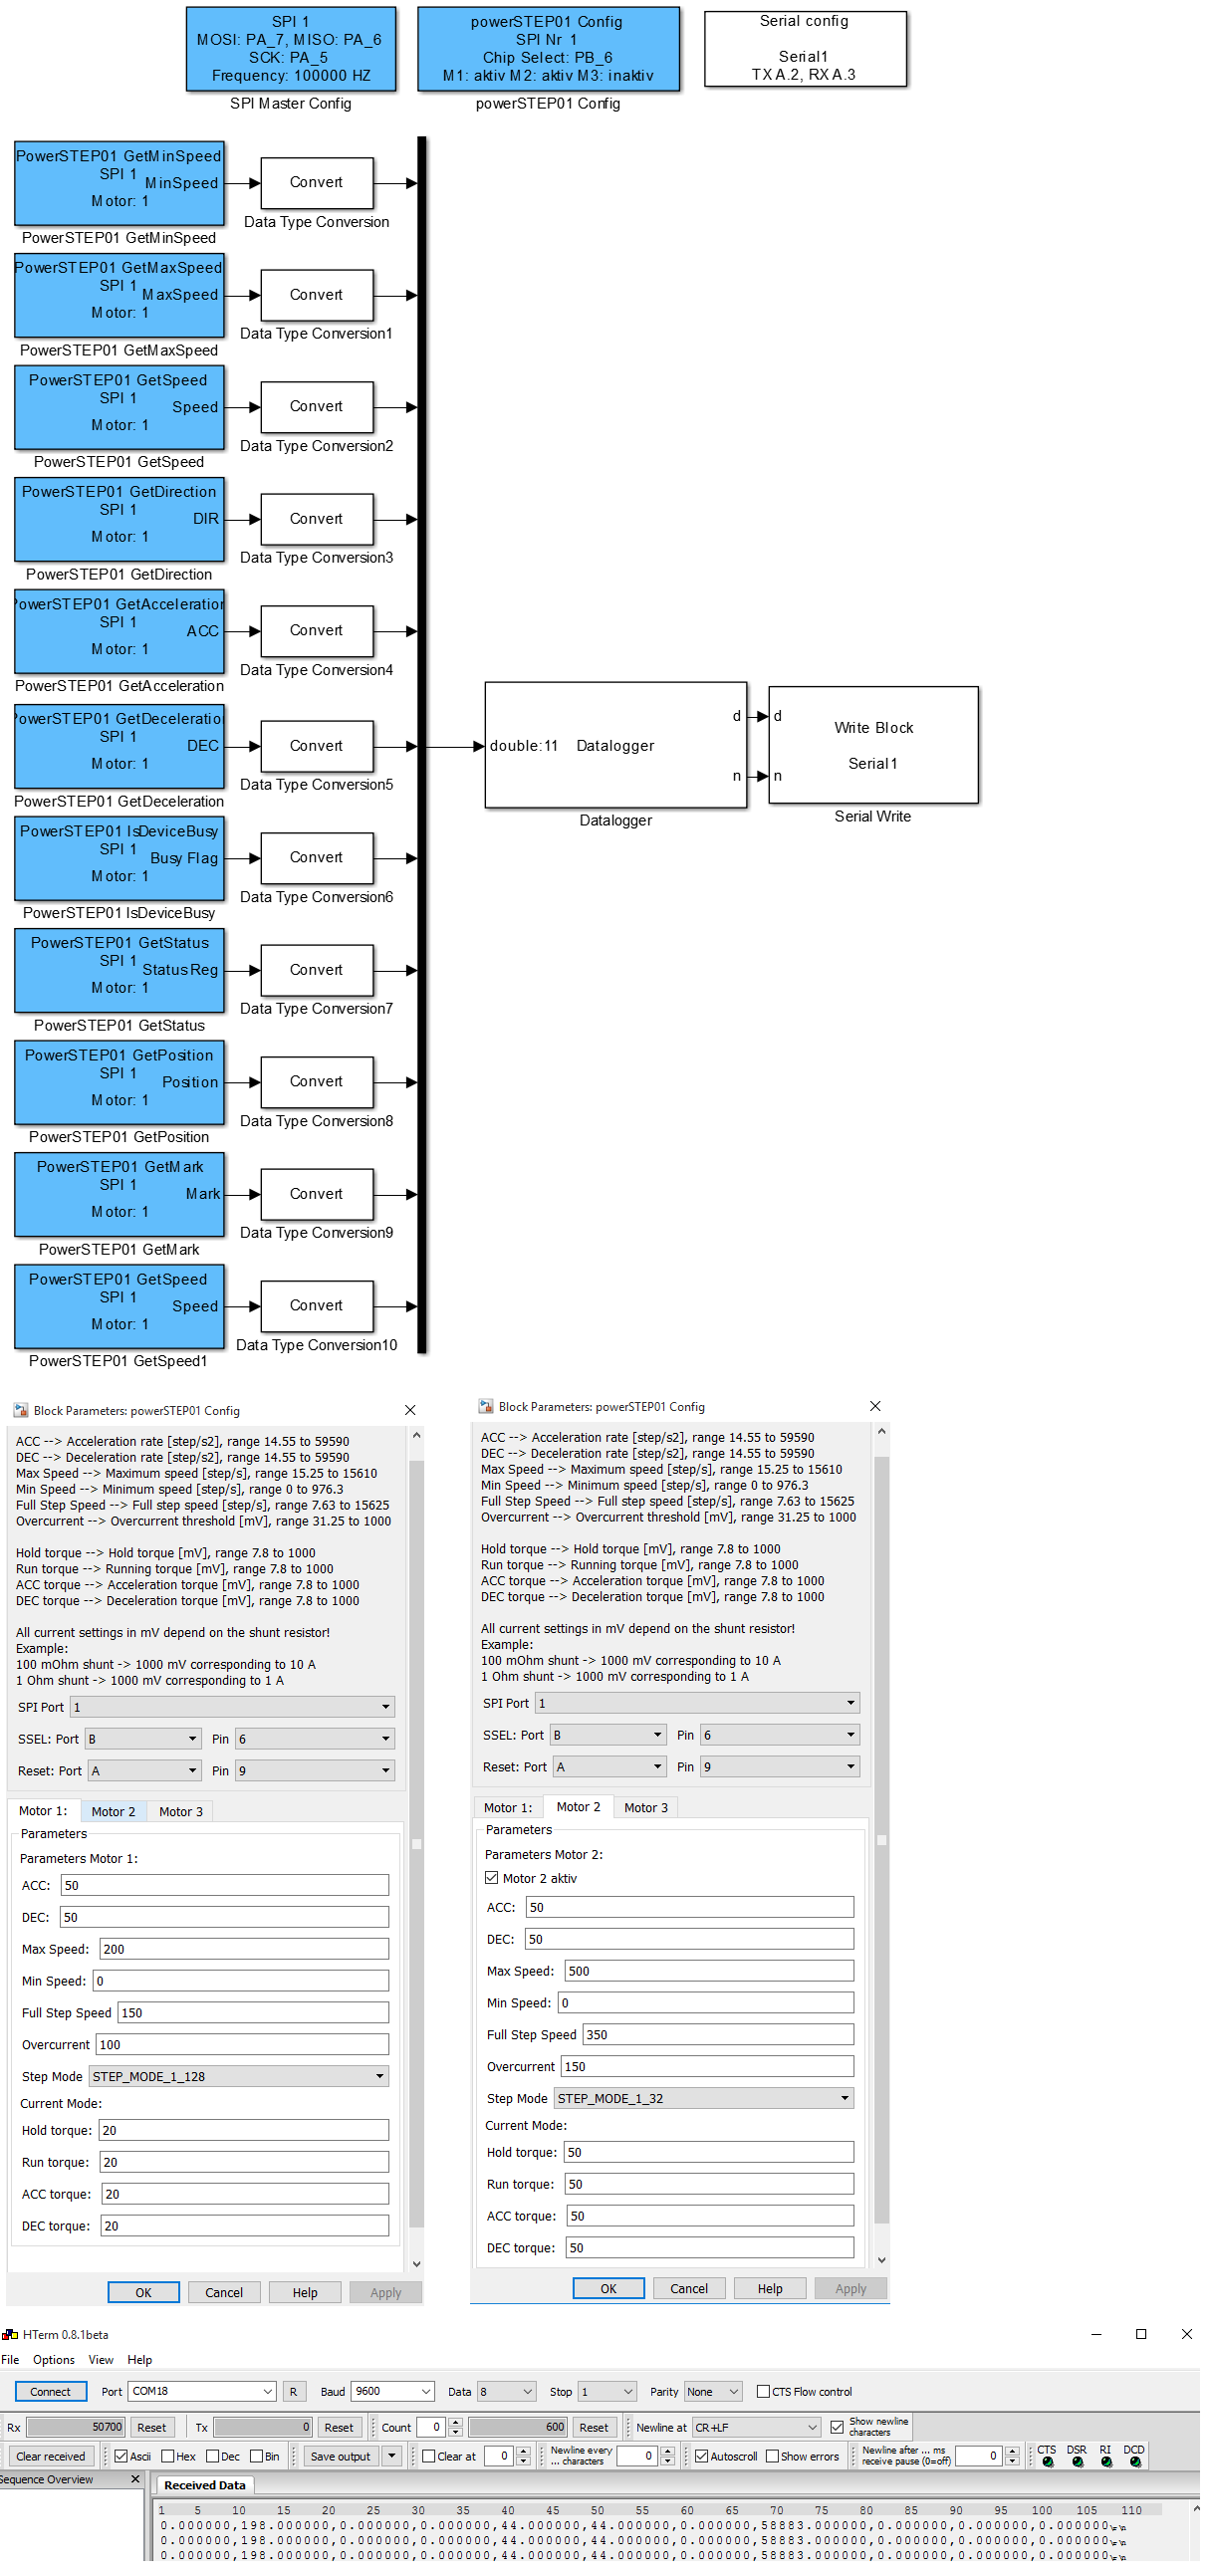 SPI 1
MOSI: PA_7, MISO: PA_6
SCK: PA_5
Frequency: 100000 HZ
SPI Master Config
powerSTEP01 Config
SPI Nr 1
Chip Select: PB_6
M1: aktiv M2: aktiv M3: inaktiv
powerSTEP01 Config
Serial config
Serial1
TX A.2, RX A.3
PowerSTEP01 GetMinSpeed
SPI 1
MinSpeed
Motor: 1
PowerSTEP01 GetMinSpeed
Convert
Data Type Conversion
PowerSTEP01 GetMaxSpeed
SPI 1
MaxSpeed
Motor: 1
PowerSTEP01 GetMaxSpeed
Convert
Data Type Conversion1
PowerSTEP01 GetSpeed
SPI 1
Speed
Motor: 1
PowerSTEP01 GetSpeed
Convert
Data Type Conversion2
PowerSTEP01 GetDirection
SPI 1
DIR
Motor: 1
PowerSTEP01 GetDirection
Convert
Data Type Conversion3
PowerSTEP01 GetAcceleration
SPI 1
ACC
Motor: 1
PowerSTEP01 GetAcceleration
Convert
Data Type Conversion4
PowerSTEP01 GetDeceleratio
SPI 1
DEC
Motor: 1
PowerSTEP01 GetDeceleration
Convert
Data Type Conversion5
double:11 Datalogger
d
n
Datalogger
d
n
Write Block
Serial1
Serial Write
PowerSTEP01 IsDeviceBusy
SPI 1
Busy Flag
Motor: 1
PowerSTEP01 IsDeviceBusy
Convert
Data Type Conversion6
PowerSTEP01 GetStatus
SPI 1
StatusReg
Motor: 1
PowerSTEP01 GetStatus
Convert
Data Type Conversion7
PowerSTEP01 GetPosition
SPI 1
Position
Motor: 1
PowerSTEP01 GetPosition
Convert
Data Type Conversion8
PowerSTEP01 GetMark
SPI 1
Mark
Motor: 1
PowerSTEP01 GetMark
Convert
Data Type Conversion9
PowerSTEP01 GetSpeed
SPI 1
Speed
Motor: 1
PowerSTEP01 GetSpeed1
Convert
Data Type Conversion10
Block Parameters: powerSTEP01 Config
ACC --> Acceleration rate [step/s2], range 14.55 to 59590
DEC --> Deceleration rate [step/s2], range 14.55 to 59590
Max Speed --> Maximum speed [step/s], range 15.25 to 15610
Min Speed --> Minimum speed [step/s], range 0 to 976.3
Full Step Speed --> Full step speed [step/s], range 7.63 to 15625
Overcurrent --> Overcurrent threshold [mV], range 31.25 to 1000
Hold torque --> Hold torque [mV], range 7.8 to 1000
Run torque --> Running torque [mV], range 7.8 to 1000
ACC torque --> Acceleration torque [mV], range 7.8 to 1000
DEC torque --> Deceleration torque [mV], range 7.8 to 1000
All current settings in mV depend on the shunt resistor!
Example:
100 mOhm shunt -> 1000 mV corresponding to 10 A
1 Ohm shunt -> 1000 mV corresponding to 1 A
SPI Port 1
SSEL: Port B Pin 6
Reset: Port A Pin 9
Motor 1: Motor 2 Motor 3
Parameters
Parameters Motor 1:
ACC: 50
DEC: 50
Max Speed: 200
Min Speed: 0
Full Step Speed 150
Overcurrent 100
Step Mode STEP_MODE_1_128
Current Mode:
Hold torque: 20
Run torque: 20
ACC torque: 20
DEC torque: 20
OK Cancel Help Apply
Block Parameters: powerSTEP01 Config
ACC --> Acceleration rate [step/s2], range 14.55 to 59590
DEC --> Deceleration rate [step/s2], range 14.55 to 59590
Max Speed --> Maximum speed [step/s], range 15.25 to 15610
Min Speed --> Minimum speed [step/s], range 0 to 976.3
Full Step Speed --> Full step speed [step/s], range 7.63 to 15625
Overcurrent --> Overcurrent threshold [mV], range 31.25 to 1000
Hold torque --> Hold torque [mV], range 7.8 to 1000
Run torque --> Running torque [mV], range 7.8 to 1000
ACC torque --> Acceleration torque [mV], range 7.8 to 1000
DEC torque --> Deceleration torque [mV], range 7.8 to 1000
All current settings in mV depend on the shunt resistor!
Example:
100 mOhm shunt -> 1000 mV corresponding to 10 A
1 Ohm shunt -> 1000 mV corresponding to 1 A
SPI Port 1
SSEL: Port B Pin 6
Reset: Port A Pin 9
Motor 1: Motor 2 Motor 3
Parameters
Parameters Motor 2:
Motor 2 aktiv
ACC: 50
DEC: 50
Max Speed: 500
Min Speed: 0
Full Step Speed 350
Overcurrent 150
Step Mode STEP_MODE_1_32
Current Mode:
Hold torque: 50
Run torque: 50
ACC torque: 50
DEC torque: 50
OK Cancel Help Apply
HTerm 0.8.1beta
File Options View Help
Connect Port COM18 R Baud 9600 Data 8 Stop 1 Parity None CTS Flow control
Rx 50700 Reset Tx 0 Reset Count 0 600 Reset Newline at CR+LF Show newline characters
Clear received Ascii Hex Dec Bin Save output Clear at 0 Newline every ... characters 0 Autoscroll Show errors Newline after ... ms receive pause (0=off) 0 CTS DSR RI DCD
Sequence Overview Received Data
1 5 10 15 20 25 30 35 40 45 50 55 60 65 70 75 80 85 90 95 100 105 110
0.000000,198.000000,0.000000,0.000000,44.000000,44.000000,0.000000,58883.000000,0.000000,0.000000,0.000000\r\n
0.000000,198.000000,0.000000,0.000000,44.000000,44.000000,0.000000,58883.000000,0.000000,0.000000,0.000000\r\n
0.000000,198.000000,0.000000,0.000000,44.000000,44.000000,0.000000,58883.000000,0.000000,0.000000,0.000000\r\n